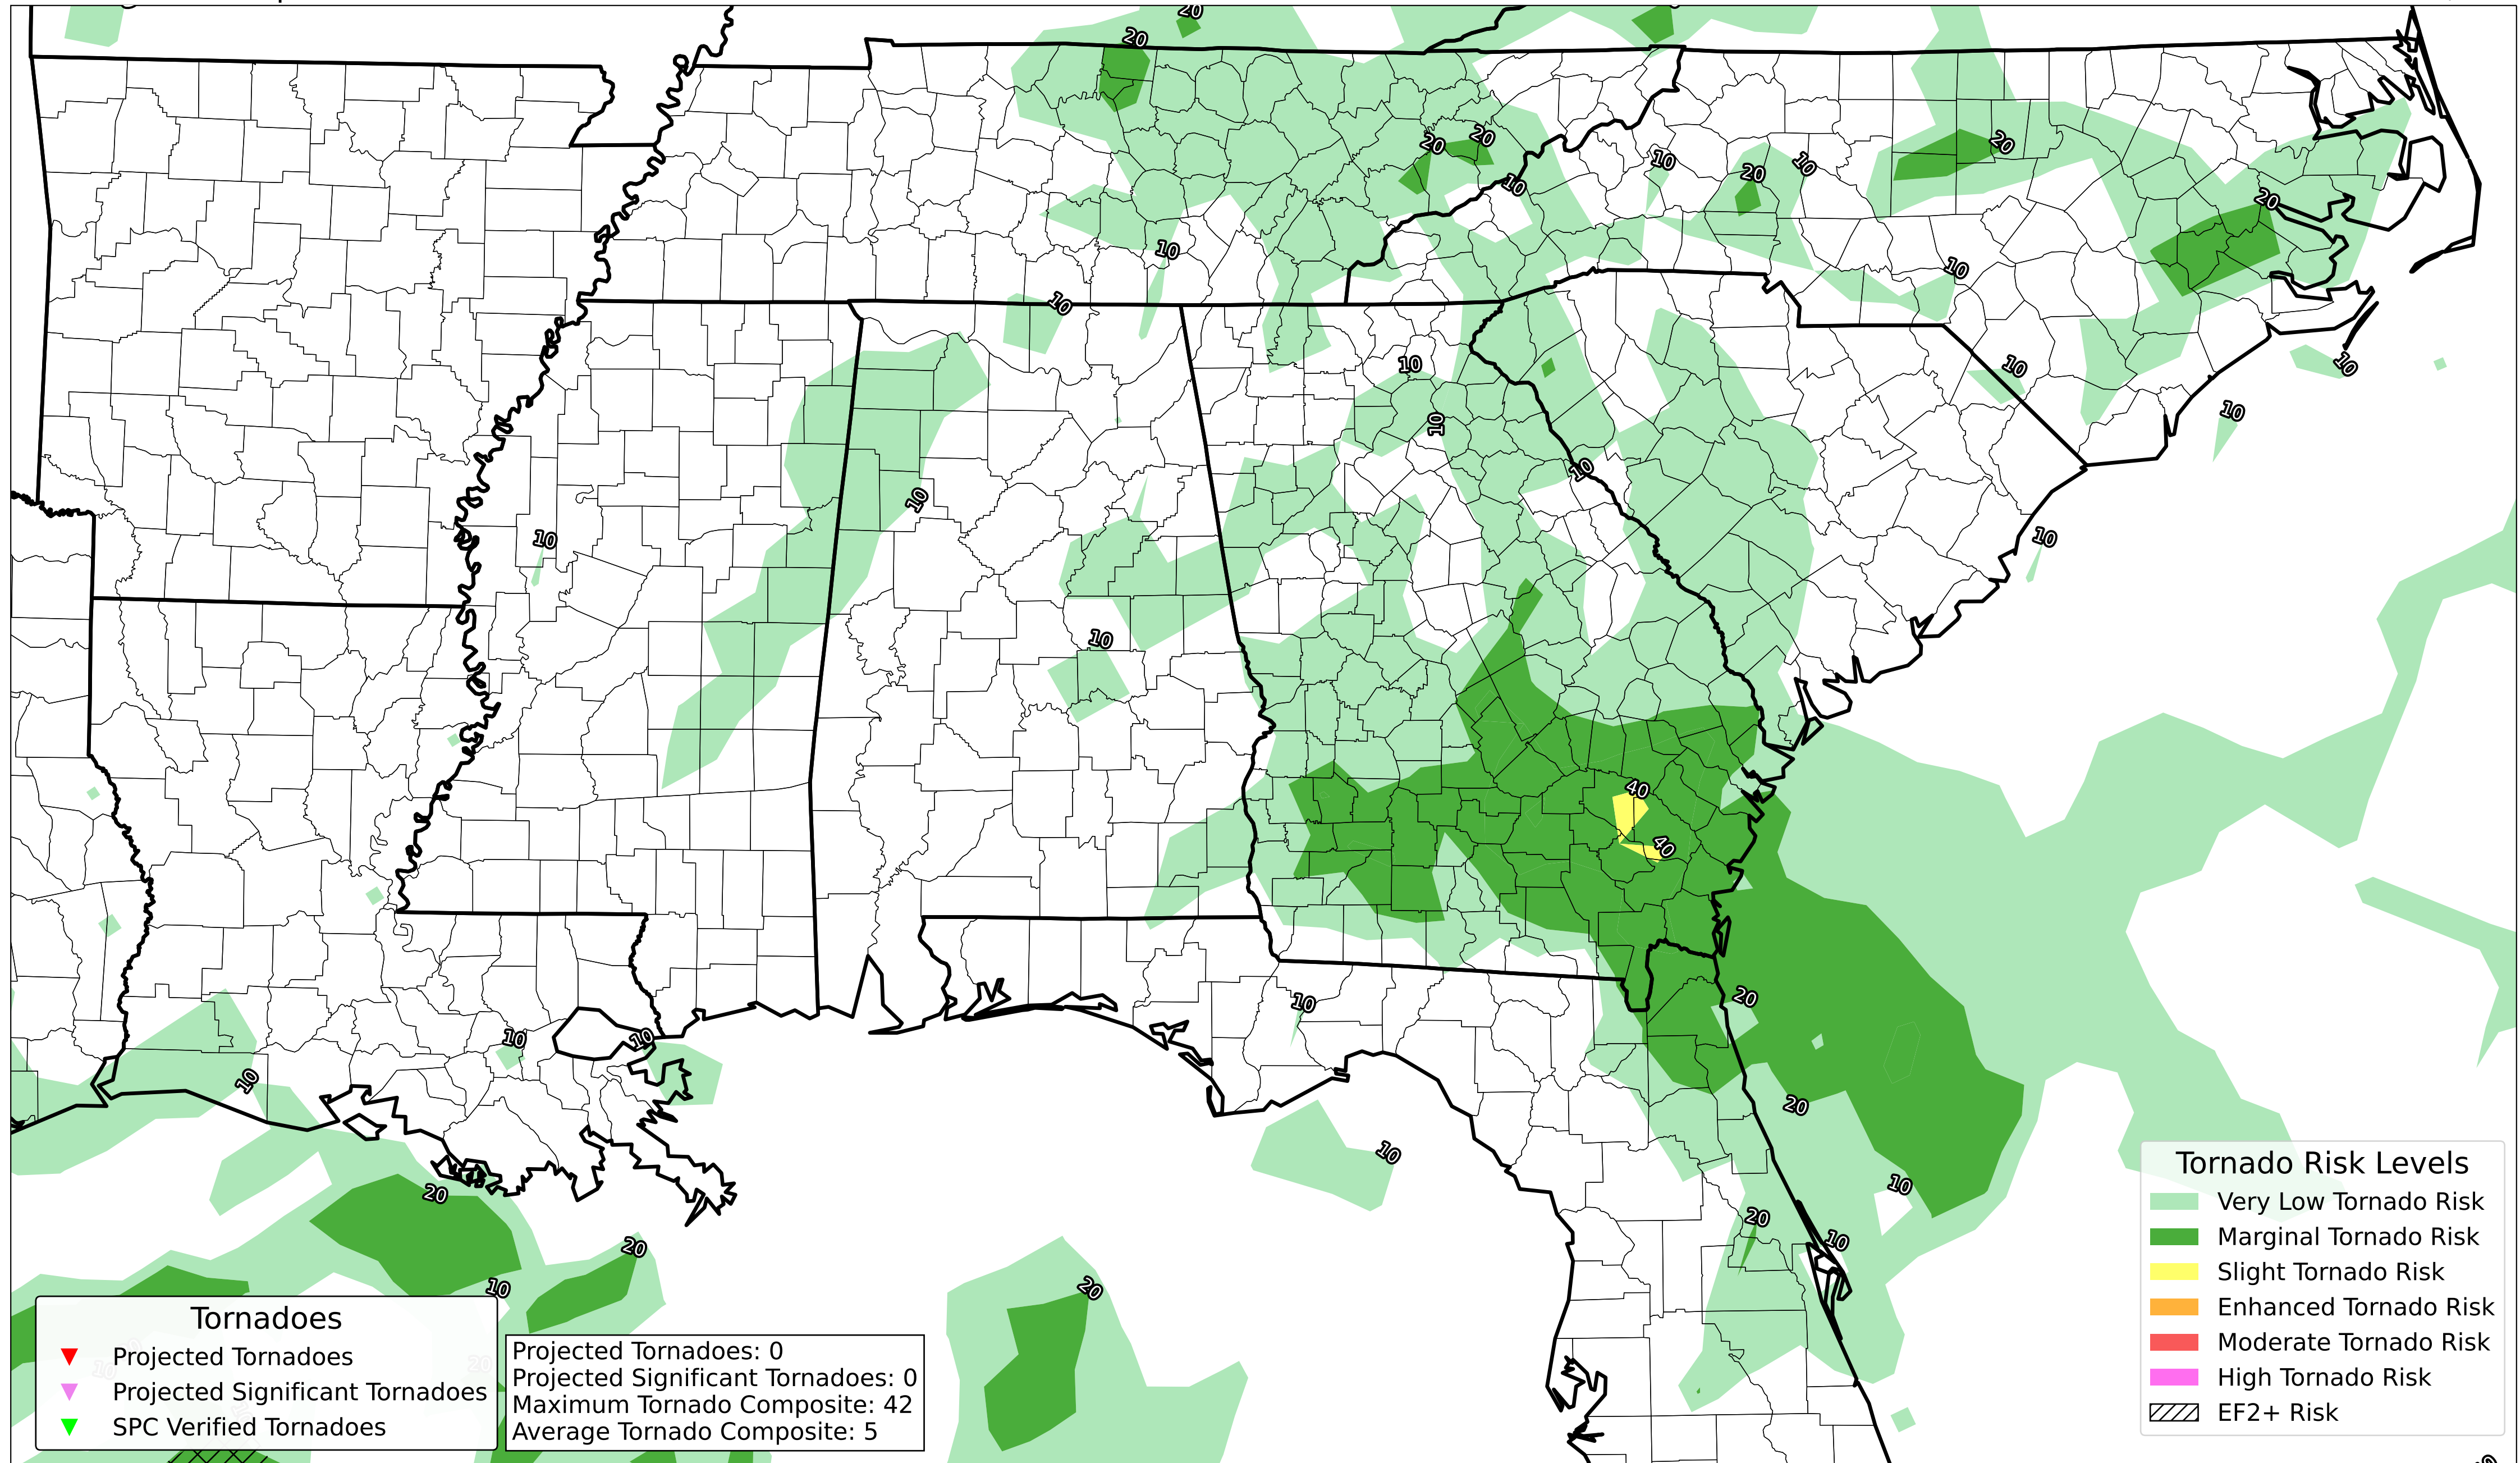 20
20
20
20
10
10
20
10
20
20
10
10
10
10
10
10
10
10
10
10
10
10
10
10
40
40
10
20
10
10
10
20
10
20
10
20
20
10
10
20
Tornadoes
Projected Tornadoes
Projected Significant Tornadoes
SPC Verified Tornadoes
Projected Tornadoes: 0
Projected Significant Tornadoes: 0
Maximum Tornado Composite: 42
Average Tornado Composite: 5
Tornado Risk Levels
Very Low Tornado Risk
Marginal Tornado Risk
Slight Tornado Risk
Enhanced Tornado Risk
Moderate Tornado Risk
High Tornado Risk
EF2+ Risk